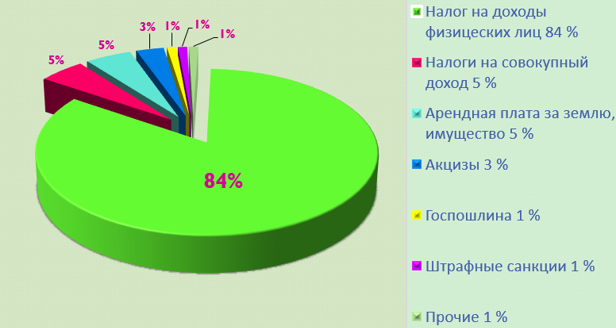 5%
5%
3%
1%
1%
1%
84%
Налог на доходы
физицеских лиц 84 %
Налоги на совокупный
доход 5 %
Арендная плата за землю,
имущество 5 %
Акцизы 3 %
Госпошлина 1 %
Штрафные санкции 1 %
Прочие 1 %